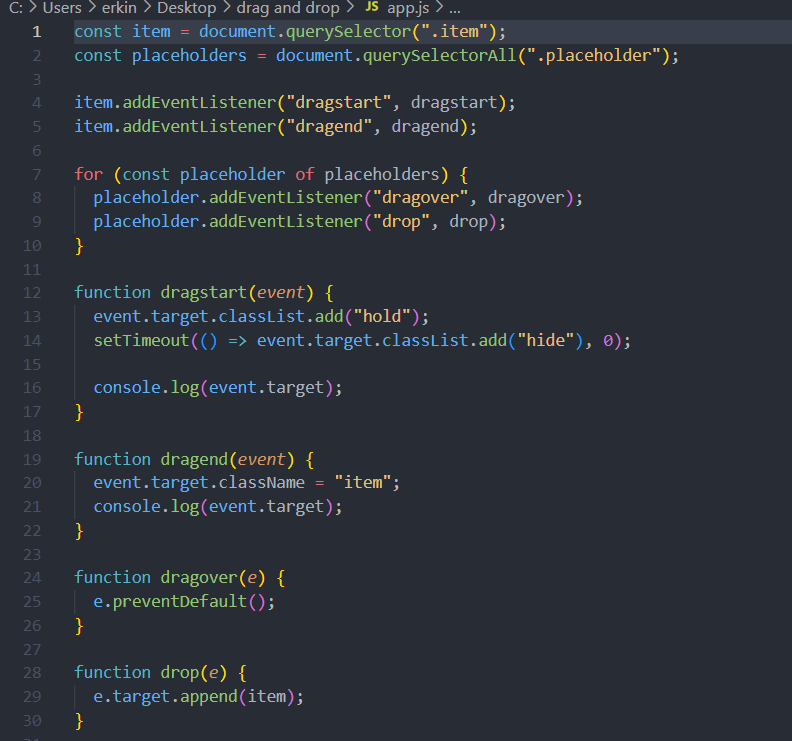 C: > Users > erkin > Desktop > drag and drop > JS app.js > ...
1 const item = document.querySelector(".item");
2 const placeholders = document.querySelectorAll(".placeholder");
3
4 item.addEventListener("dragstart", dragstart);
5 item.addEventListener("dragend", dragend);
6
7 for (const placeholder of placeholders) {
8   placeholder.addEventListener("dragover", dragover);
9   placeholder.addEventListener("drop", drop);
10 }
11
12 function dragstart(event) {
13   event.target.classList.add("hold");
14   setTimeout(() => event.target.classList.add("hide"), 0);
15
16   console.log(event.target);
17 }
18
19 function dragend(event) {
20   event.target.className = "item";
21   console.log(event.target);
22 }
23
24 function dragover(e) {
25   e.preventDefault();
26 }
27
28 function drop(e) {
29   e.target.append(item);
30 }